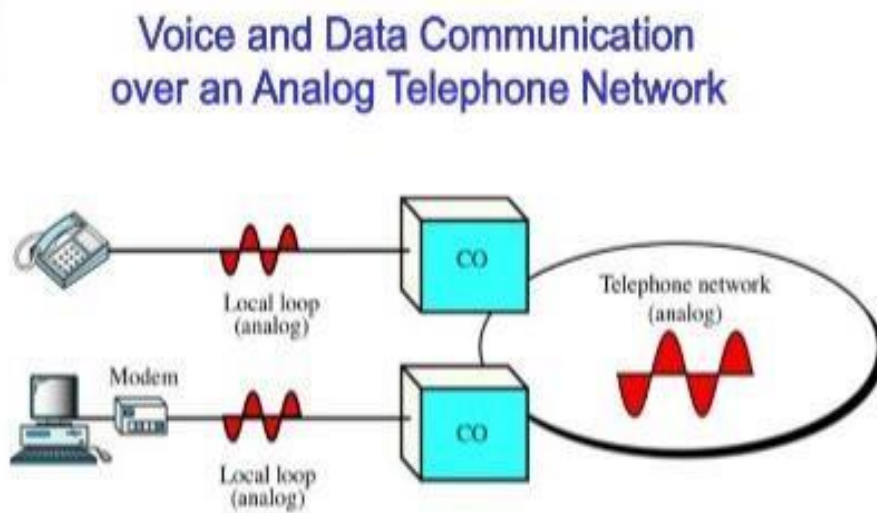 Voice and Data Communication
over an Analog Telephone Network
CO
Local loop
(analog)
Telephone network
(analog)
Modem
CO
Local loop
(analog)